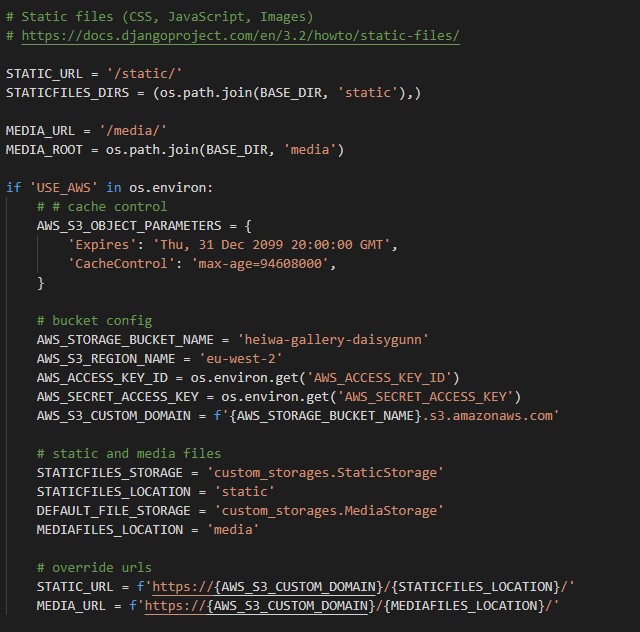 # Static files (CSS, JavaScript, Images)
# https://docs.djangoproject.com/en/3.2/howto/static-files/
STATIC_URL = '/static/'
STATICFILES_DIRS = (os.path.join(BASE_DIR, 'static'),)
MEDIA_URL = '/media/'
MEDIA_ROOT = os.path.join(BASE_DIR, 'media')
if 'USE_AWS' in os.environ:
# # cache control
AWS_S3_OBJECT_PARAMETERS = {
'Expires': 'Thu, 31 Dec 2099 20:00:00 GMT',
'CacheControl': 'max-age=94608000',
}
# bucket config
AWS_STORAGE_BUCKET_NAME = 'heiwa-gallery-daisygunn'
AWS_S3_REGION_NAME = 'eu-west-2'
AWS_ACCESS_KEY_ID = os.environ.get('AWS_ACCESS_KEY_ID')
AWS_SECRET_ACCESS_KEY = os.environ.get('AWS_SECRET_ACCESS_KEY')
AWS_S3_CUSTOM_DOMAIN = f'{AWS_STORAGE_BUCKET_NAME}.s3.amazonaws.com'
# static and media files
STATICFILES_STORAGE = 'custom_storages.StaticStorage'
STATICFILES_LOCATION = 'static'
DEFAULT_FILE_STORAGE = 'custom_storages.MediaStorage'
MEDIAFILES_LOCATION = 'media'
# override urls
STATIC_URL = f'https://{AWS_S3_CUSTOM_DOMAIN}/{STATICFILES_LOCATION}/'
MEDIA_URL = f'https://{AWS_S3_CUSTOM_DOMAIN}/{MEDIAFILES_LOCATION}/'